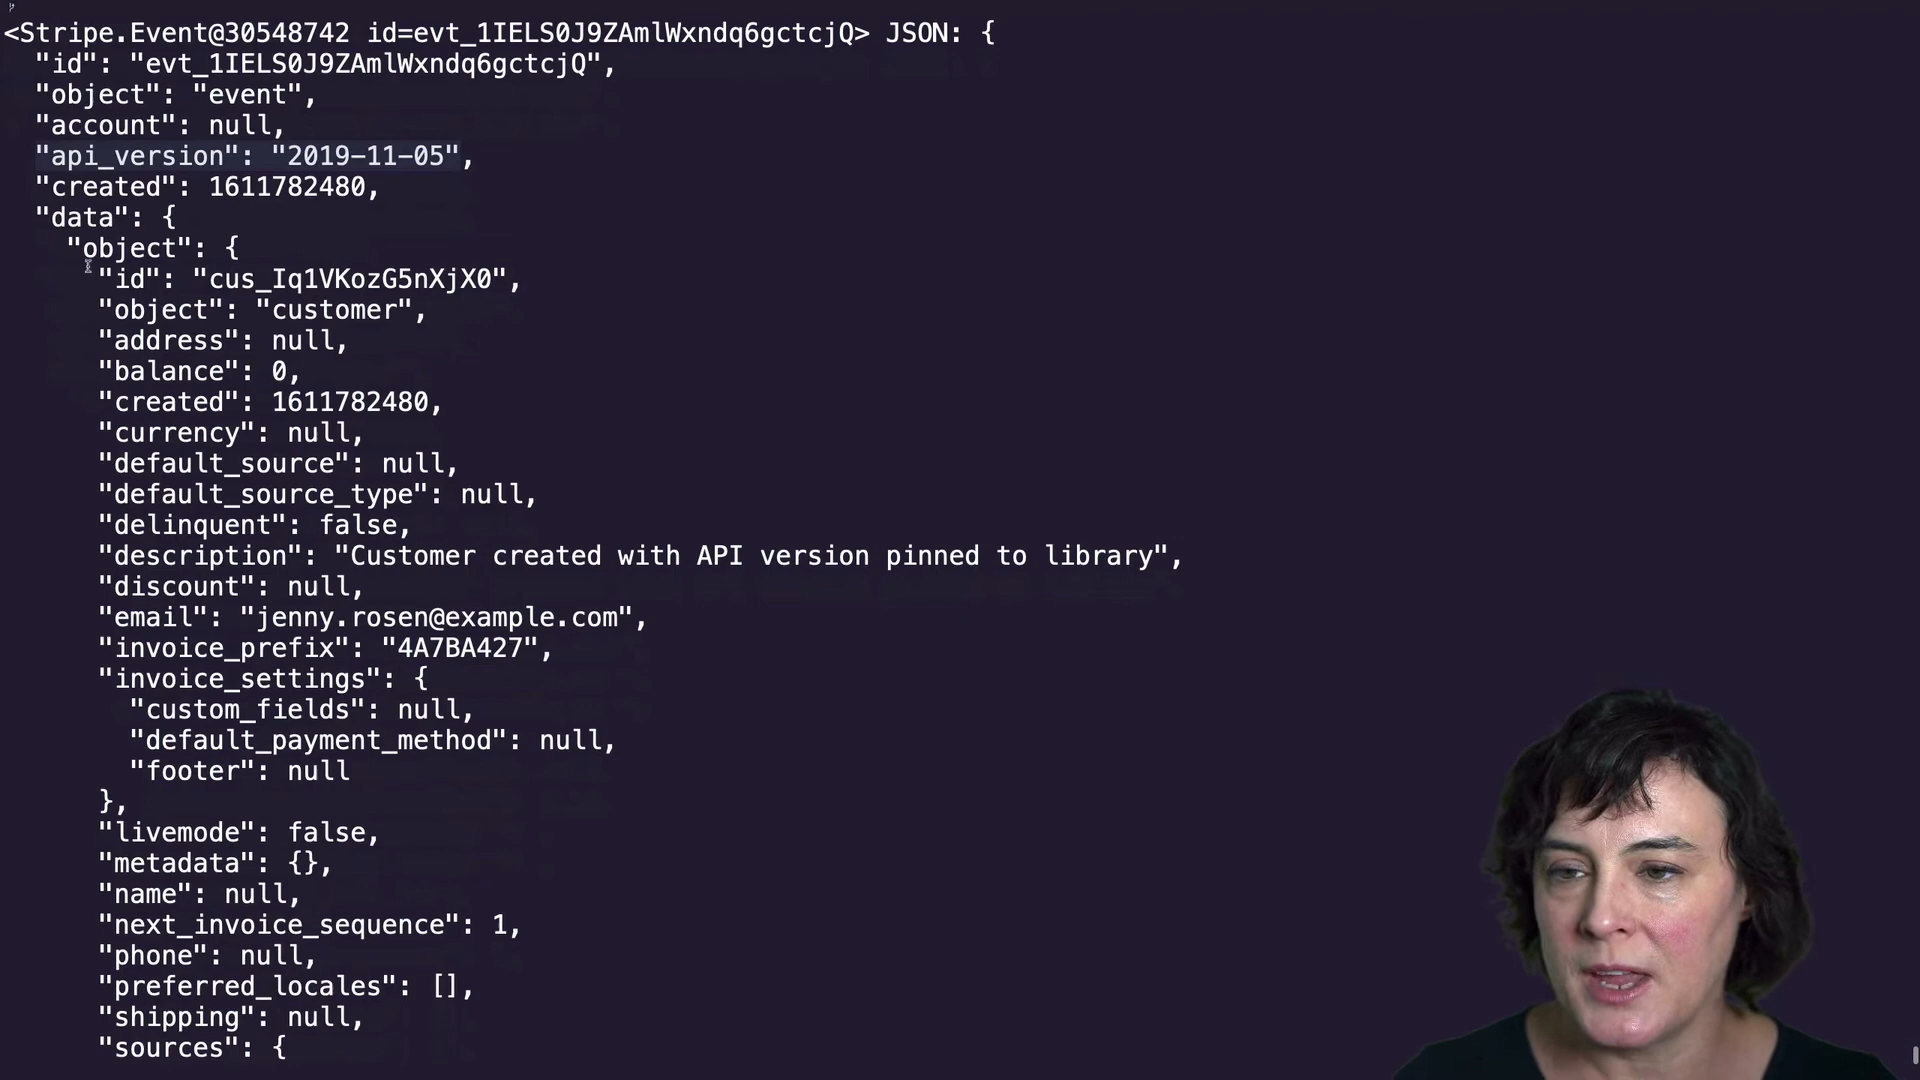 <Stripe.Event@30548742 id=evt_1IELS0J9ZAmlWxndq6gctcjQ> JSON: {
  "id": "evt_1IELS0J9ZAmlWxndq6gctcjQ",
  "object": "event",
  "account": null,
  "api_version": "2019-11-05",
  "created": 1611782480,
  "data": {
    "object": {
      "id": "cus_Iq1VKozG5nXjX0",
      "object": "customer",
      "address": null,
      "balance": 0,
      "created": 1611782480,
      "currency": null,
      "default_source": null,
      "default_source_type": null,
      "delinquent": false,
      "description": "Customer created with API version pinned to library",
      "discount": null,
      "email": "jenny.rosen@example.com",
      "invoice_prefix": "4A7BA427",
      "invoice_settings": {
        "custom_fields": null,
        "default_payment_method": null,
        "footer": null
      },
      "livemode": false,
      "metadata": {},
      "name": null,
      "next_invoice_sequence": 1,
      "phone": null,
      "preferred_locales": [],
      "shipping": null,
      "sources": {